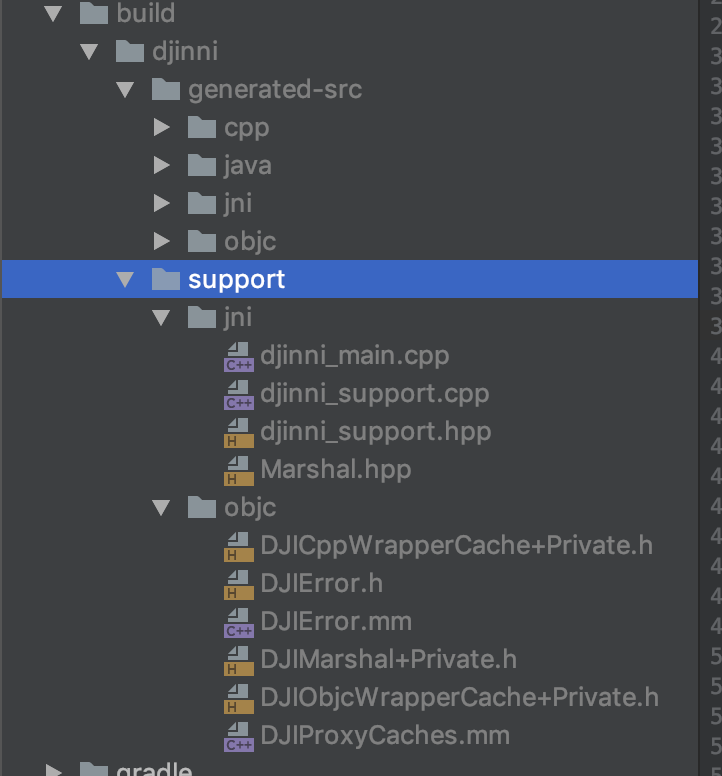 build
djinni
generated-src
cpp
java
jni
objc
support
jni
C++ djinni_main.cpp
C++ djinni_support.cpp
H djinni_support.hpp
H Marshal.hpp
objc
H DJICppWrapperCache+Private.h
H DJIError.h
C++ DJIError.mm
H DJIMarshal+Private.h
H DJIObjcWrapperCache+Private.h
C++ DJIProxyCaches.mm
gradle